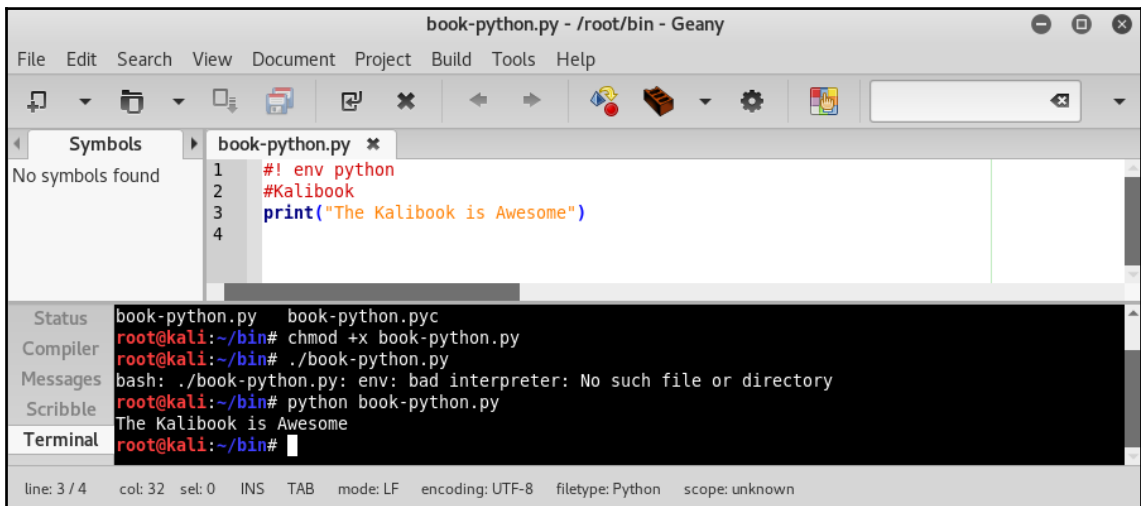 book-python.py - /root/bin - Geany
File Edit Search View Document Project Build Tools Help
Symbols book-python.py
No symbols found
1 #! env python
2 #Kalibook
3 print("The Kalibook is Awesome")
4
Status
Compiler
Messages
Scribble
Terminal
book-python.py book-python.pyc
root@kali:~/bin# chmod +x book-python.py
root@kali:~/bin# ./book-python.py
bash: ./book-python.py: env: bad interpreter: No such file or directory
root@kali:~/bin# python book-python.py
The Kalibook is Awesome
root@kali:~/bin#
line: 3 / 4 col: 32 sel: 0 INS TAB mode: LF encoding: UTF-8 filetype: Python scope: unknown